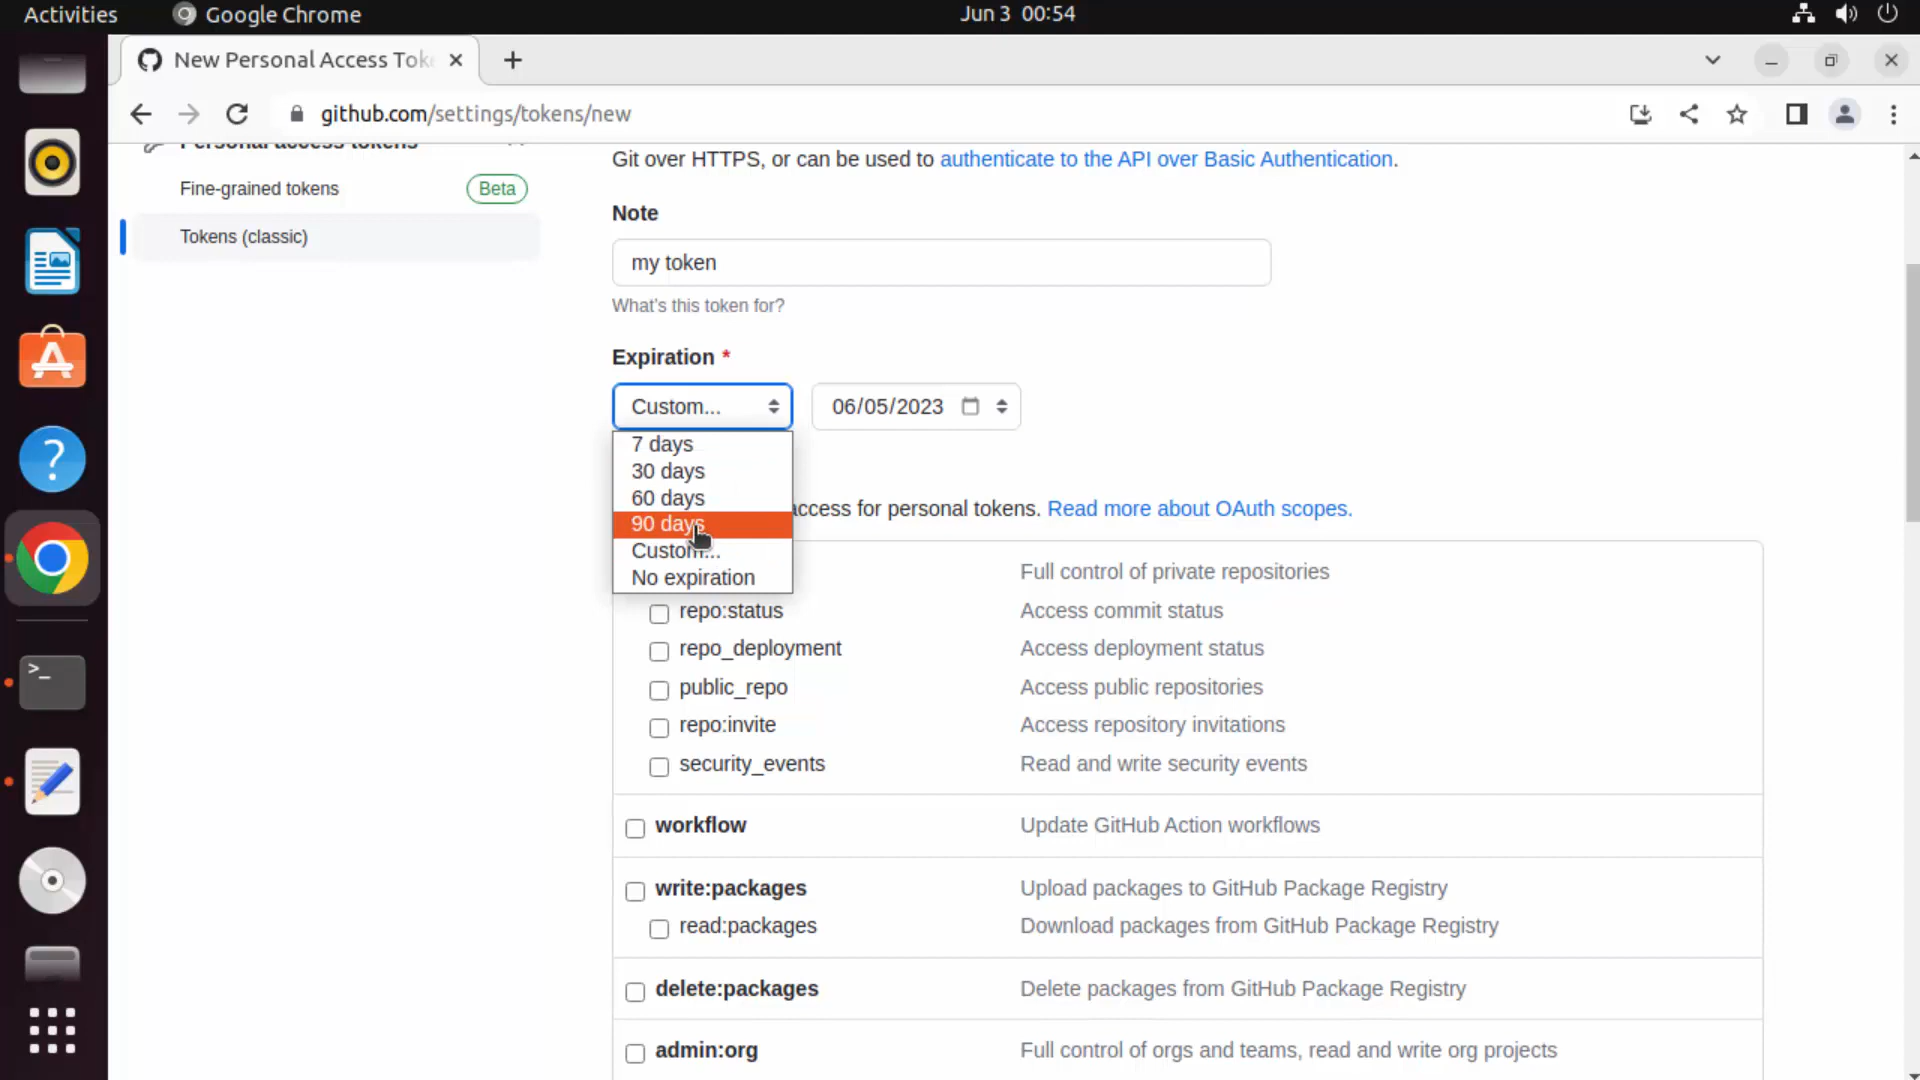 Activities Google Chrome Jun 3 00:54
New Personal Access Tok
github.com/settings/tokens/new
Personal access tokens
Fine-grained tokens Beta
Tokens (classic)
Git over HTTPS, or can be used to authenticate to the API over Basic Authentication.
Note
my token
What's this token for?
Expiration *
Custom... 06/05/2023
7 days
30 days
60 days
90 days
Custom...
No expiration
access for personal tokens. Read more about OAuth scopes.
Full control of private repositories
repo:status Access commit status
repo_deployment Access deployment status
public_repo Access public repositories
repo:invite Access repository invitations
security_events Read and write security events
workflow Update GitHub Action workflows
write:packages Upload packages to GitHub Package Registry
read:packages Download packages from GitHub Package Registry
delete:packages Delete packages from GitHub Package Registry
admin:org Full control of orgs and teams, read and write org projects